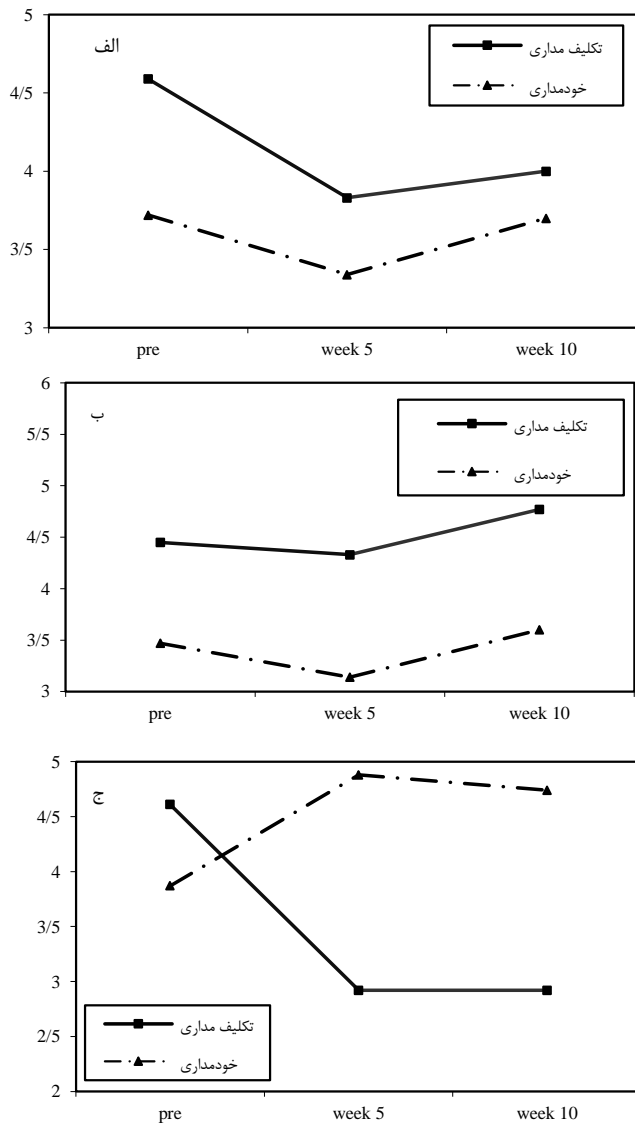 5
الف
تکلیف مداری
خودمداری
4/5
4
3/5
3
pre
week 5
week 10
6
ب
تکلیف مداری
خودمداری
5/5
5
4/5
4
3/5
3
pre
week 5
week 10
5
ج
4/5
4
3/5
3
تکلیف مداری
خودمداری
2/5
2
pre
week 5
week 10